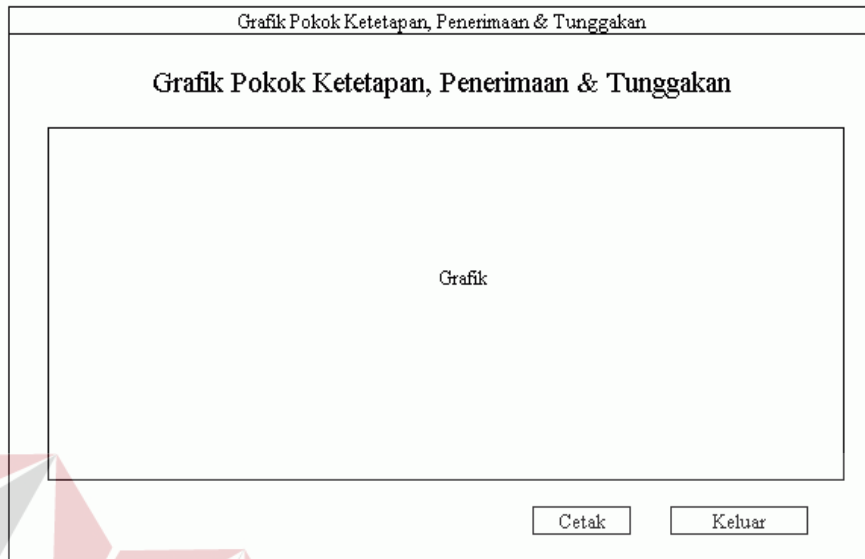 Grafik Pokok Ketetapan, Penerimaan & Tunggakan
Grafik Pokok Ketetapan, Penerimaan & Tunggakan
Grafik
Cetak Keluar